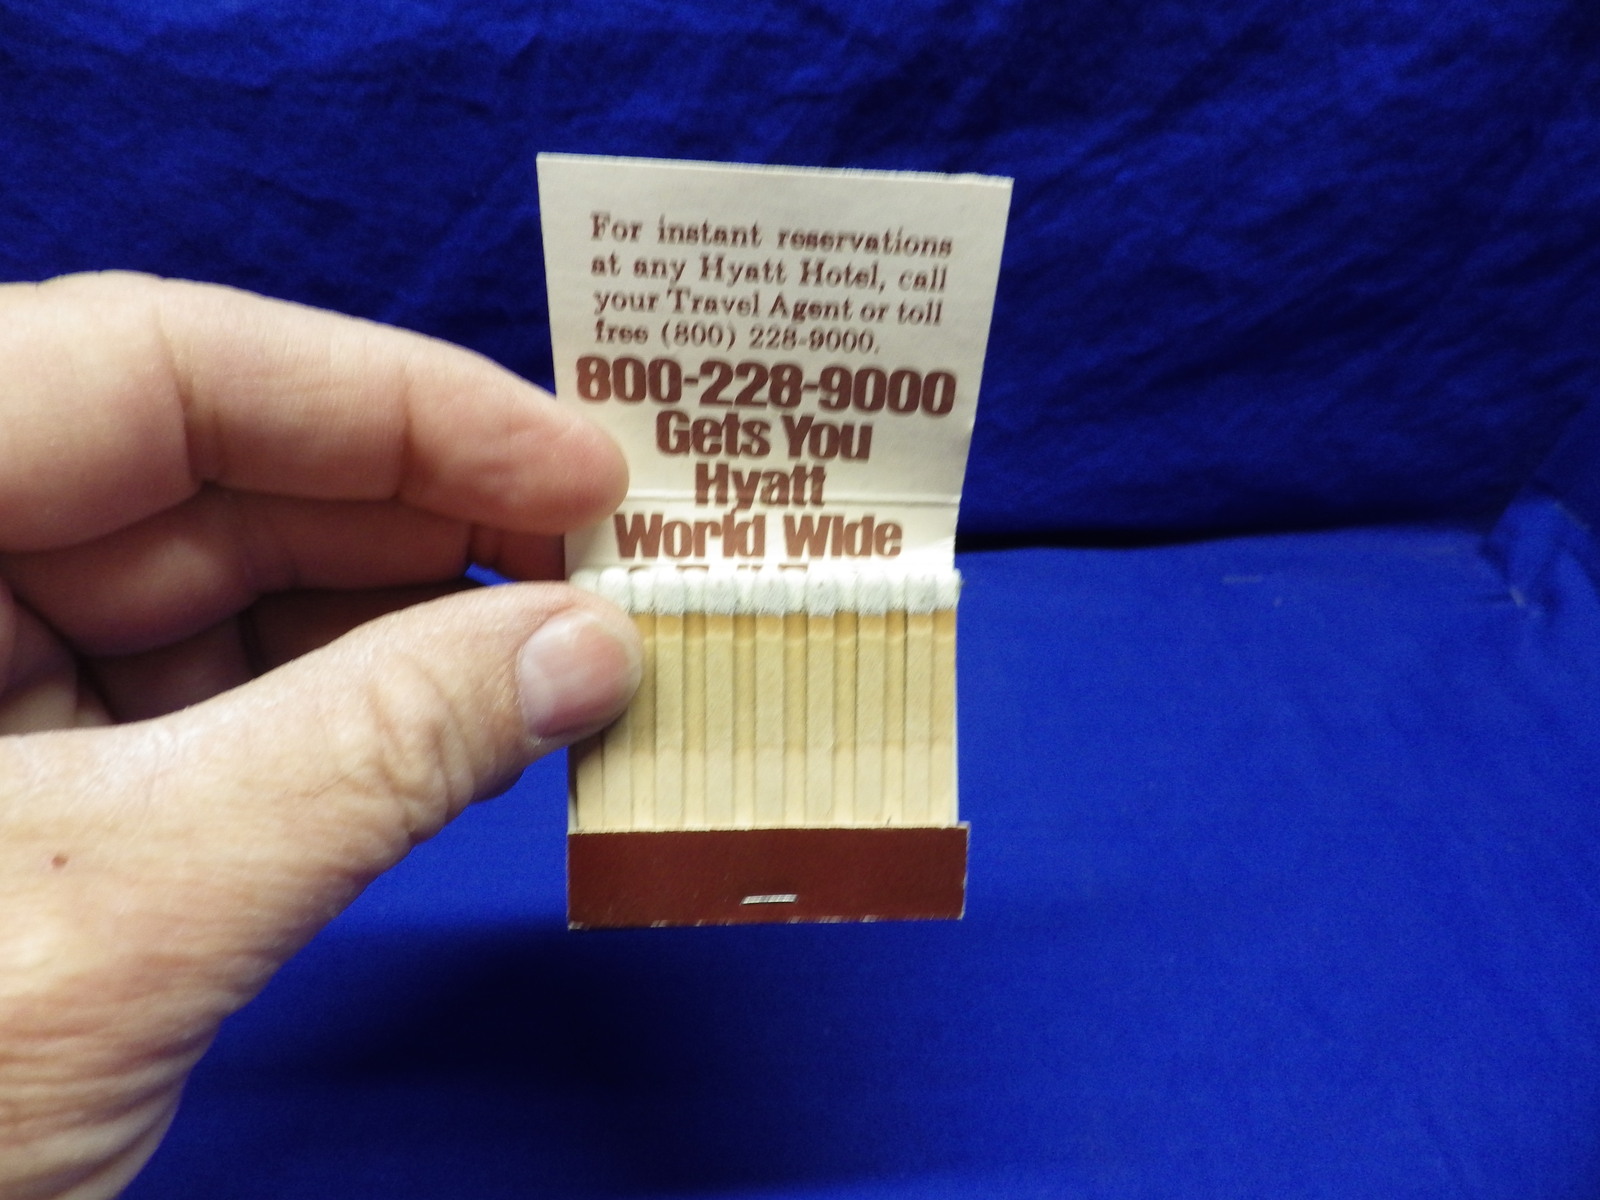 For instant reservations
at any Hyatt Hotel, call
your Travel Agent or toll
free (800) 228-9000.
800-228-9000
Gets You
Hyatt
World Wide